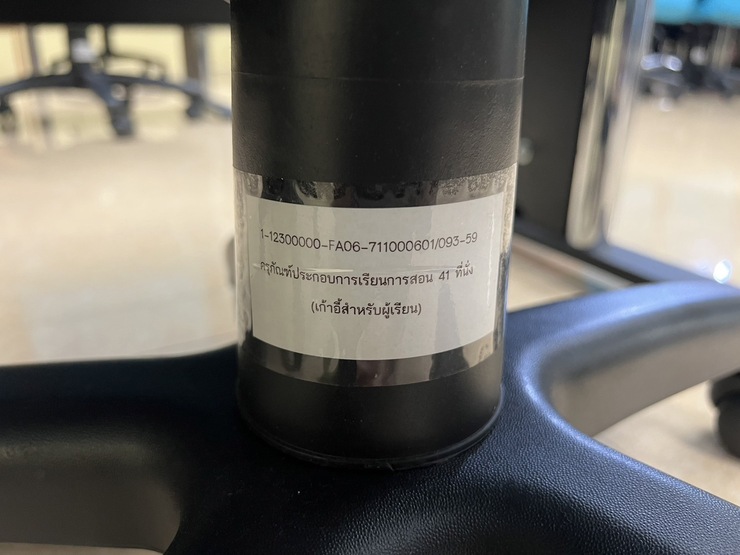 1-12300000-FA06-711000601/093-59
ครุภัณฑ์ประกอบการเรียนการสอน 41 ที่นั่ง
(เก้าอี้สำหรับผู้เรียน)